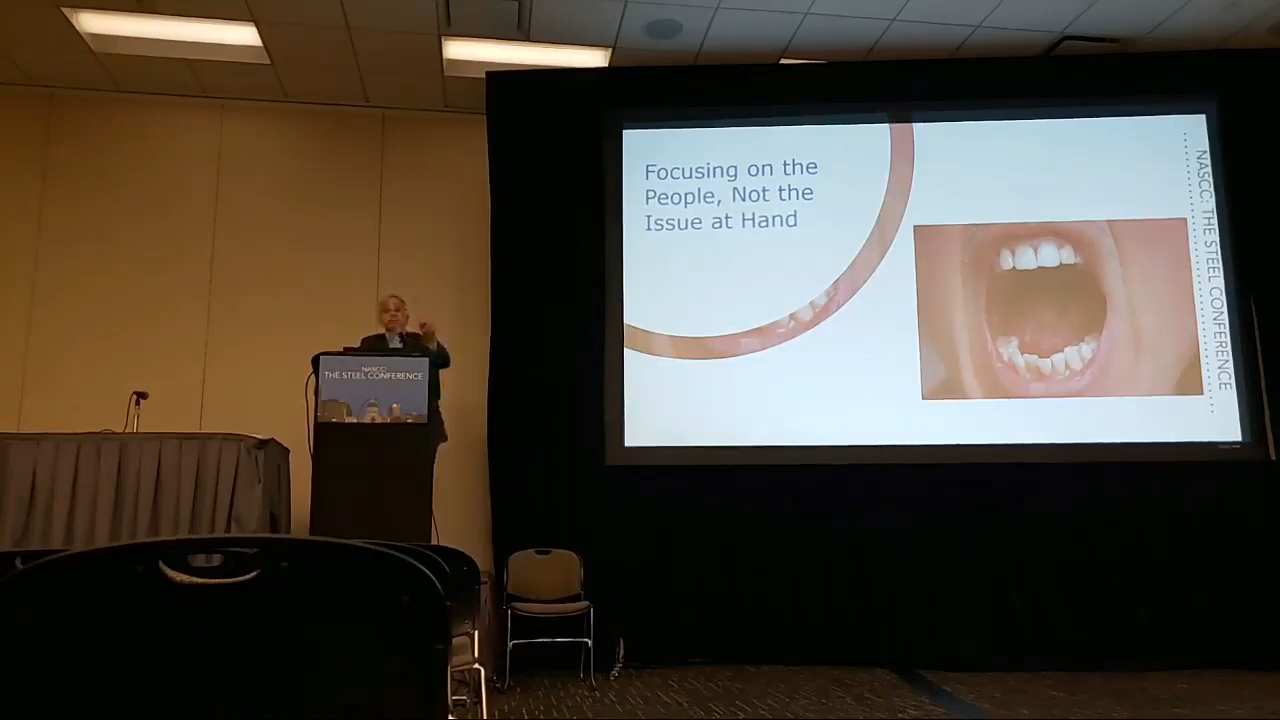 NASCC:
THE STEEL CONFERENCE
Focusing on the
People, Not the
Issue at Hand
NASCC: THE STEEL CONFERENCE